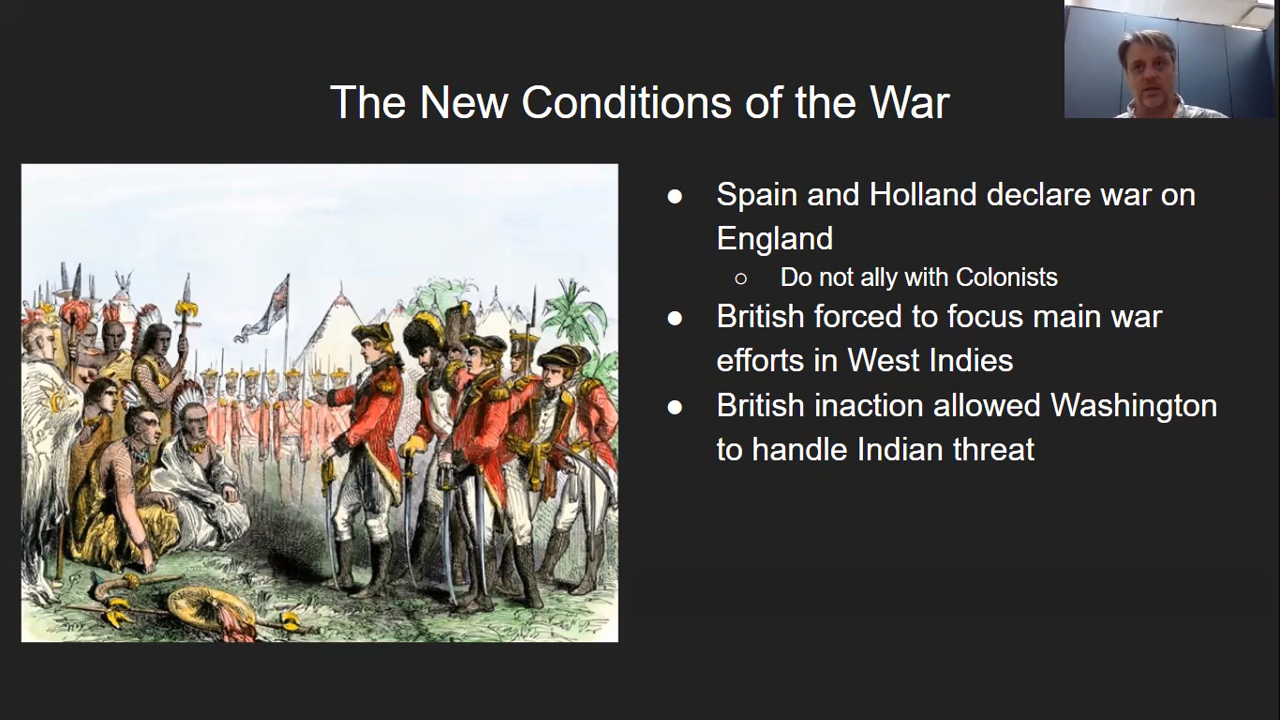 The New Conditions of the War
● Spain and Holland declare war on
England
○ Do not ally with Colonists
● British forced to focus main war
efforts in West Indies
● British inaction allowed Washington
to handle Indian threat